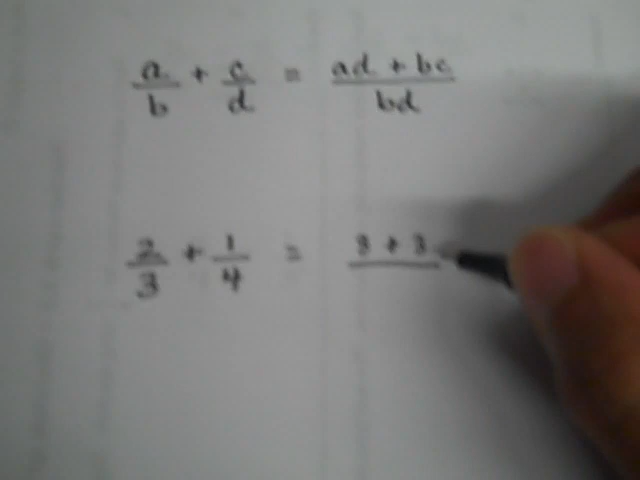 a/b + c/d = ad + bc/bd
2/3 + 1/4 = 8 + 3